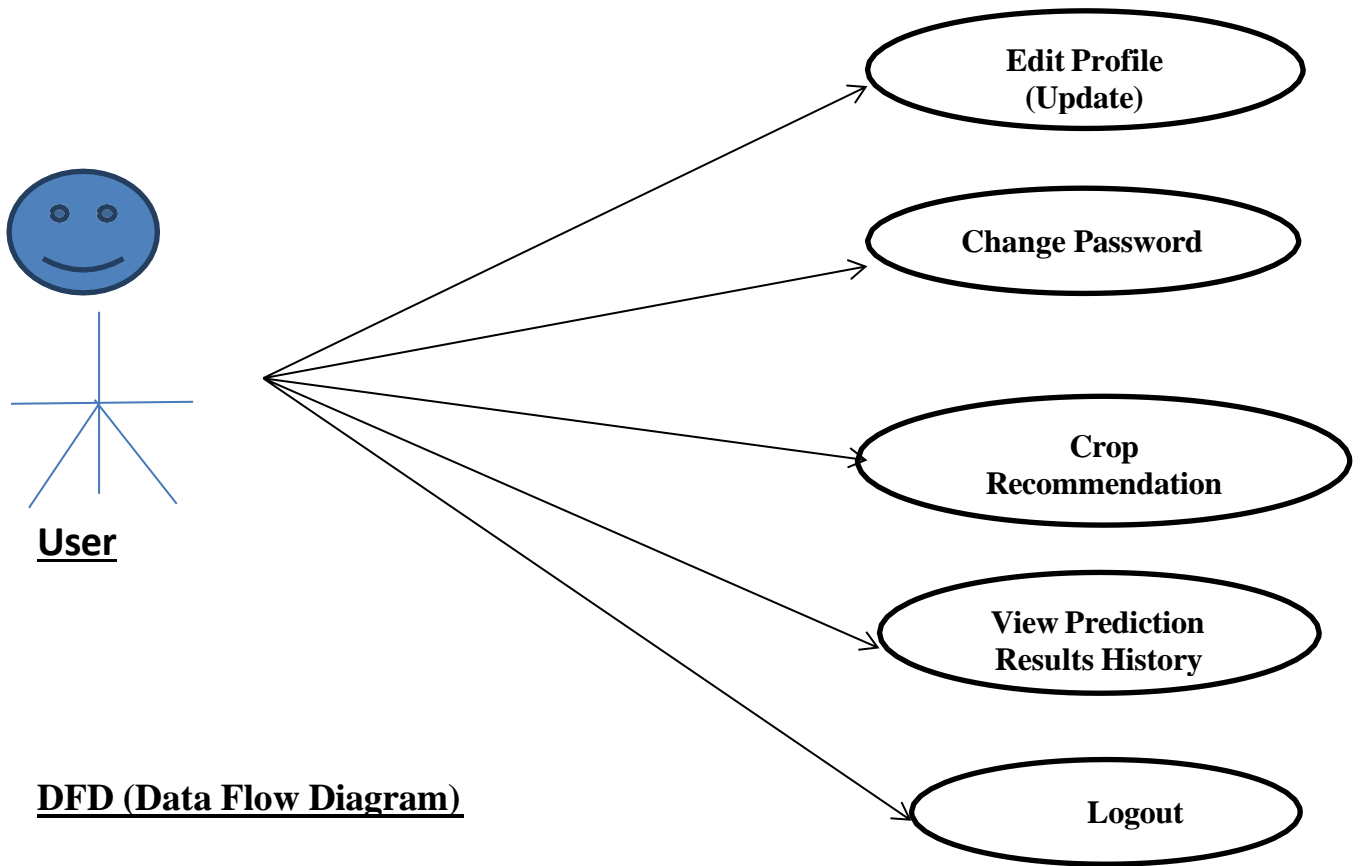 Edit Profile
(Update)
Change Password
Crop
Recommendation
User
View Prediction
Results History
DFD (Data Flow Diagram)
Logout